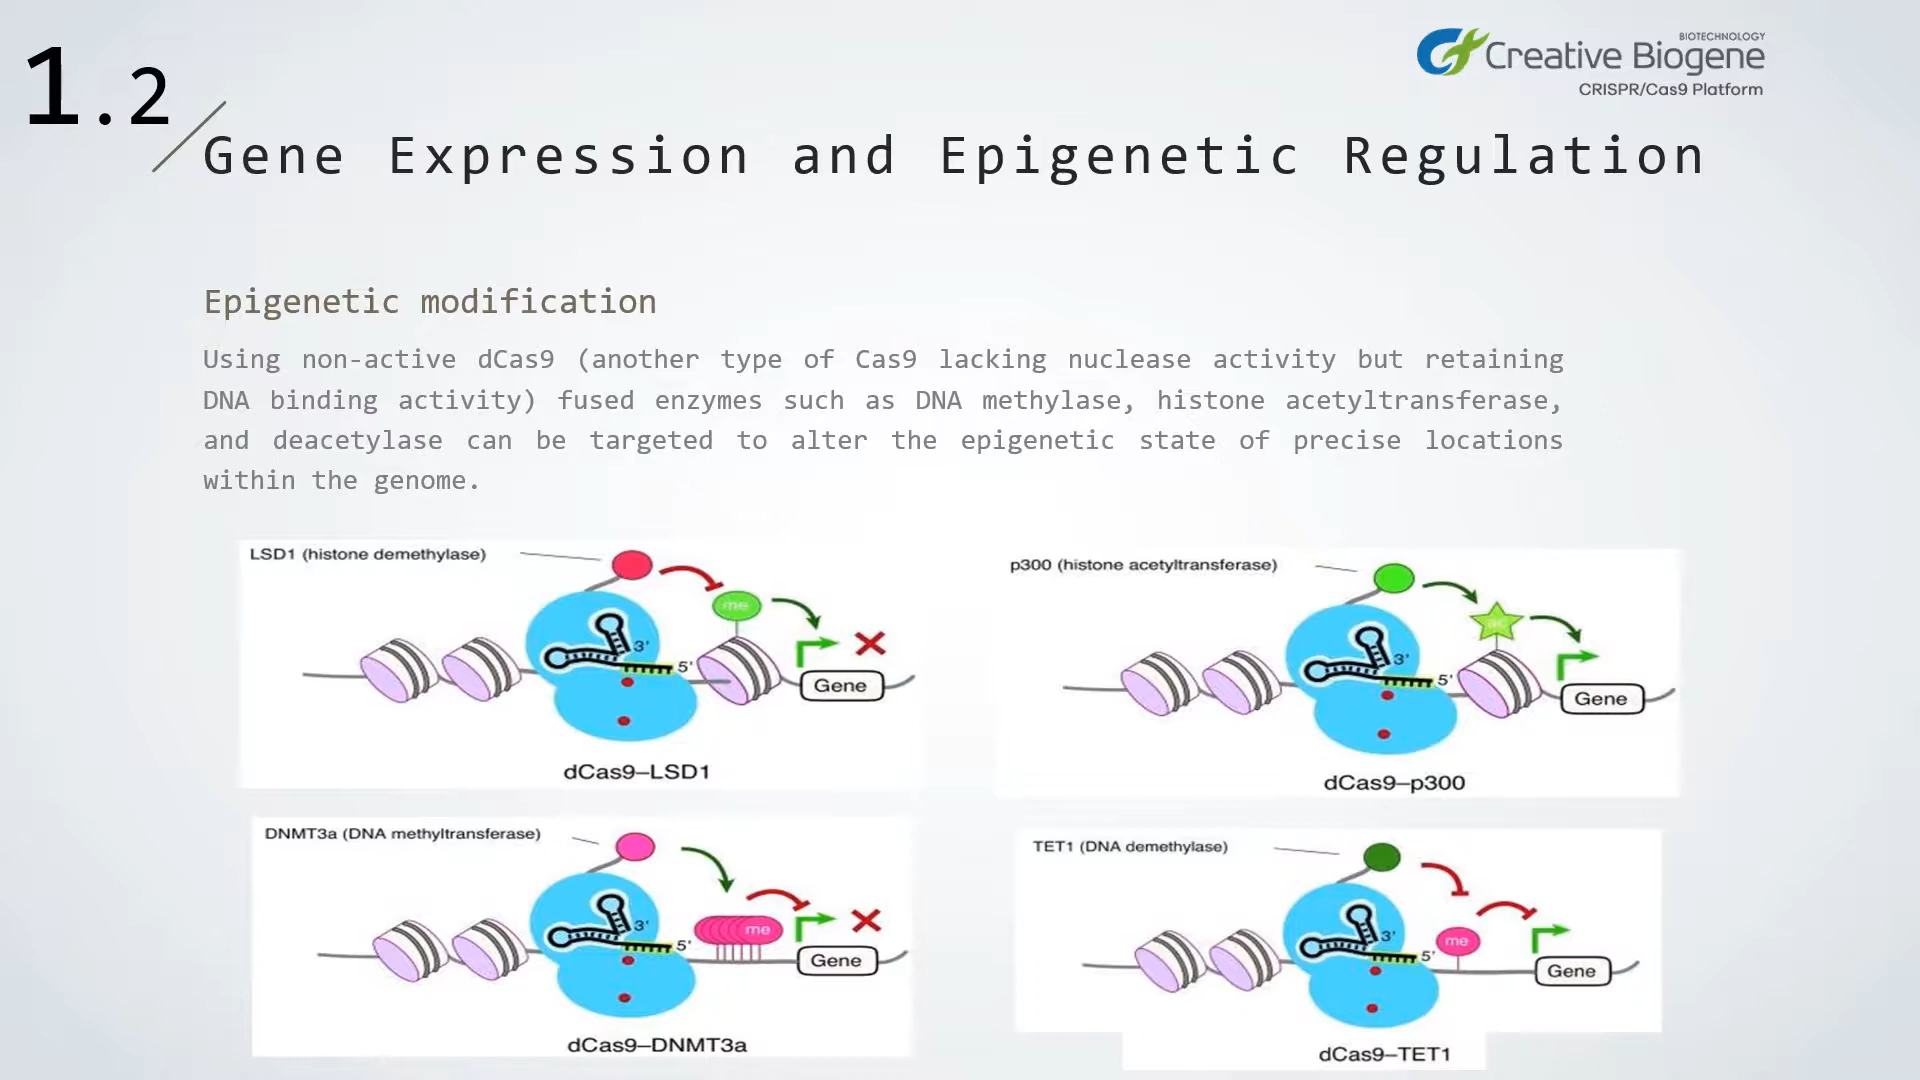 1.2
BIOTECHNOLOGY
Creative Biogene
CRISPR/Cas9 Platform
Gene Expression and Epigenetic Regulation
Epigenetic modification
Using non-active dCas9 (another type of Cas9 lacking nuclease activity but retaining
DNA binding activity) fused enzymes such as DNA methylase, histone acetyltransferase,
and deacetylase can be targeted to alter the epigenetic state of precise locations
within the genome.
LSD1 (histone demethylase)
me
3'
5'
Gene
dCas9–LSD1
p300 (histone acetyltransferase)
ac
3'
5'
Gene
dCas9–p300
DNMT3a (DNA methyltransferase)
me
3'
5'
Gene
dCas9–DNMT3a
TET1 (DNA demethylase)
me
3'
5'
Gene
dCas9–TET1